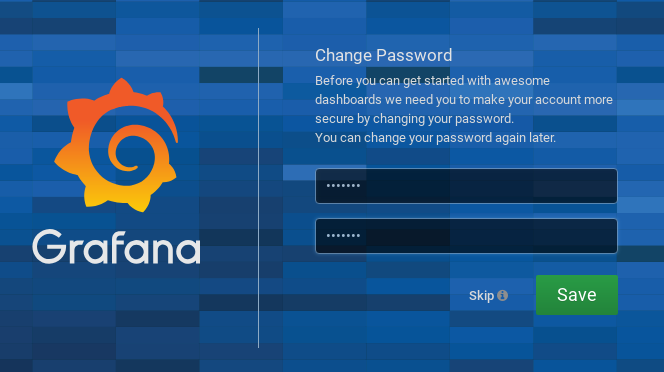 Change Password
Before you can get started with awesome
dashboards we need you to make your account more
secure by changing your password.
You can change your password again later.
•••••••
•••••••
Grafana
Skip
Save